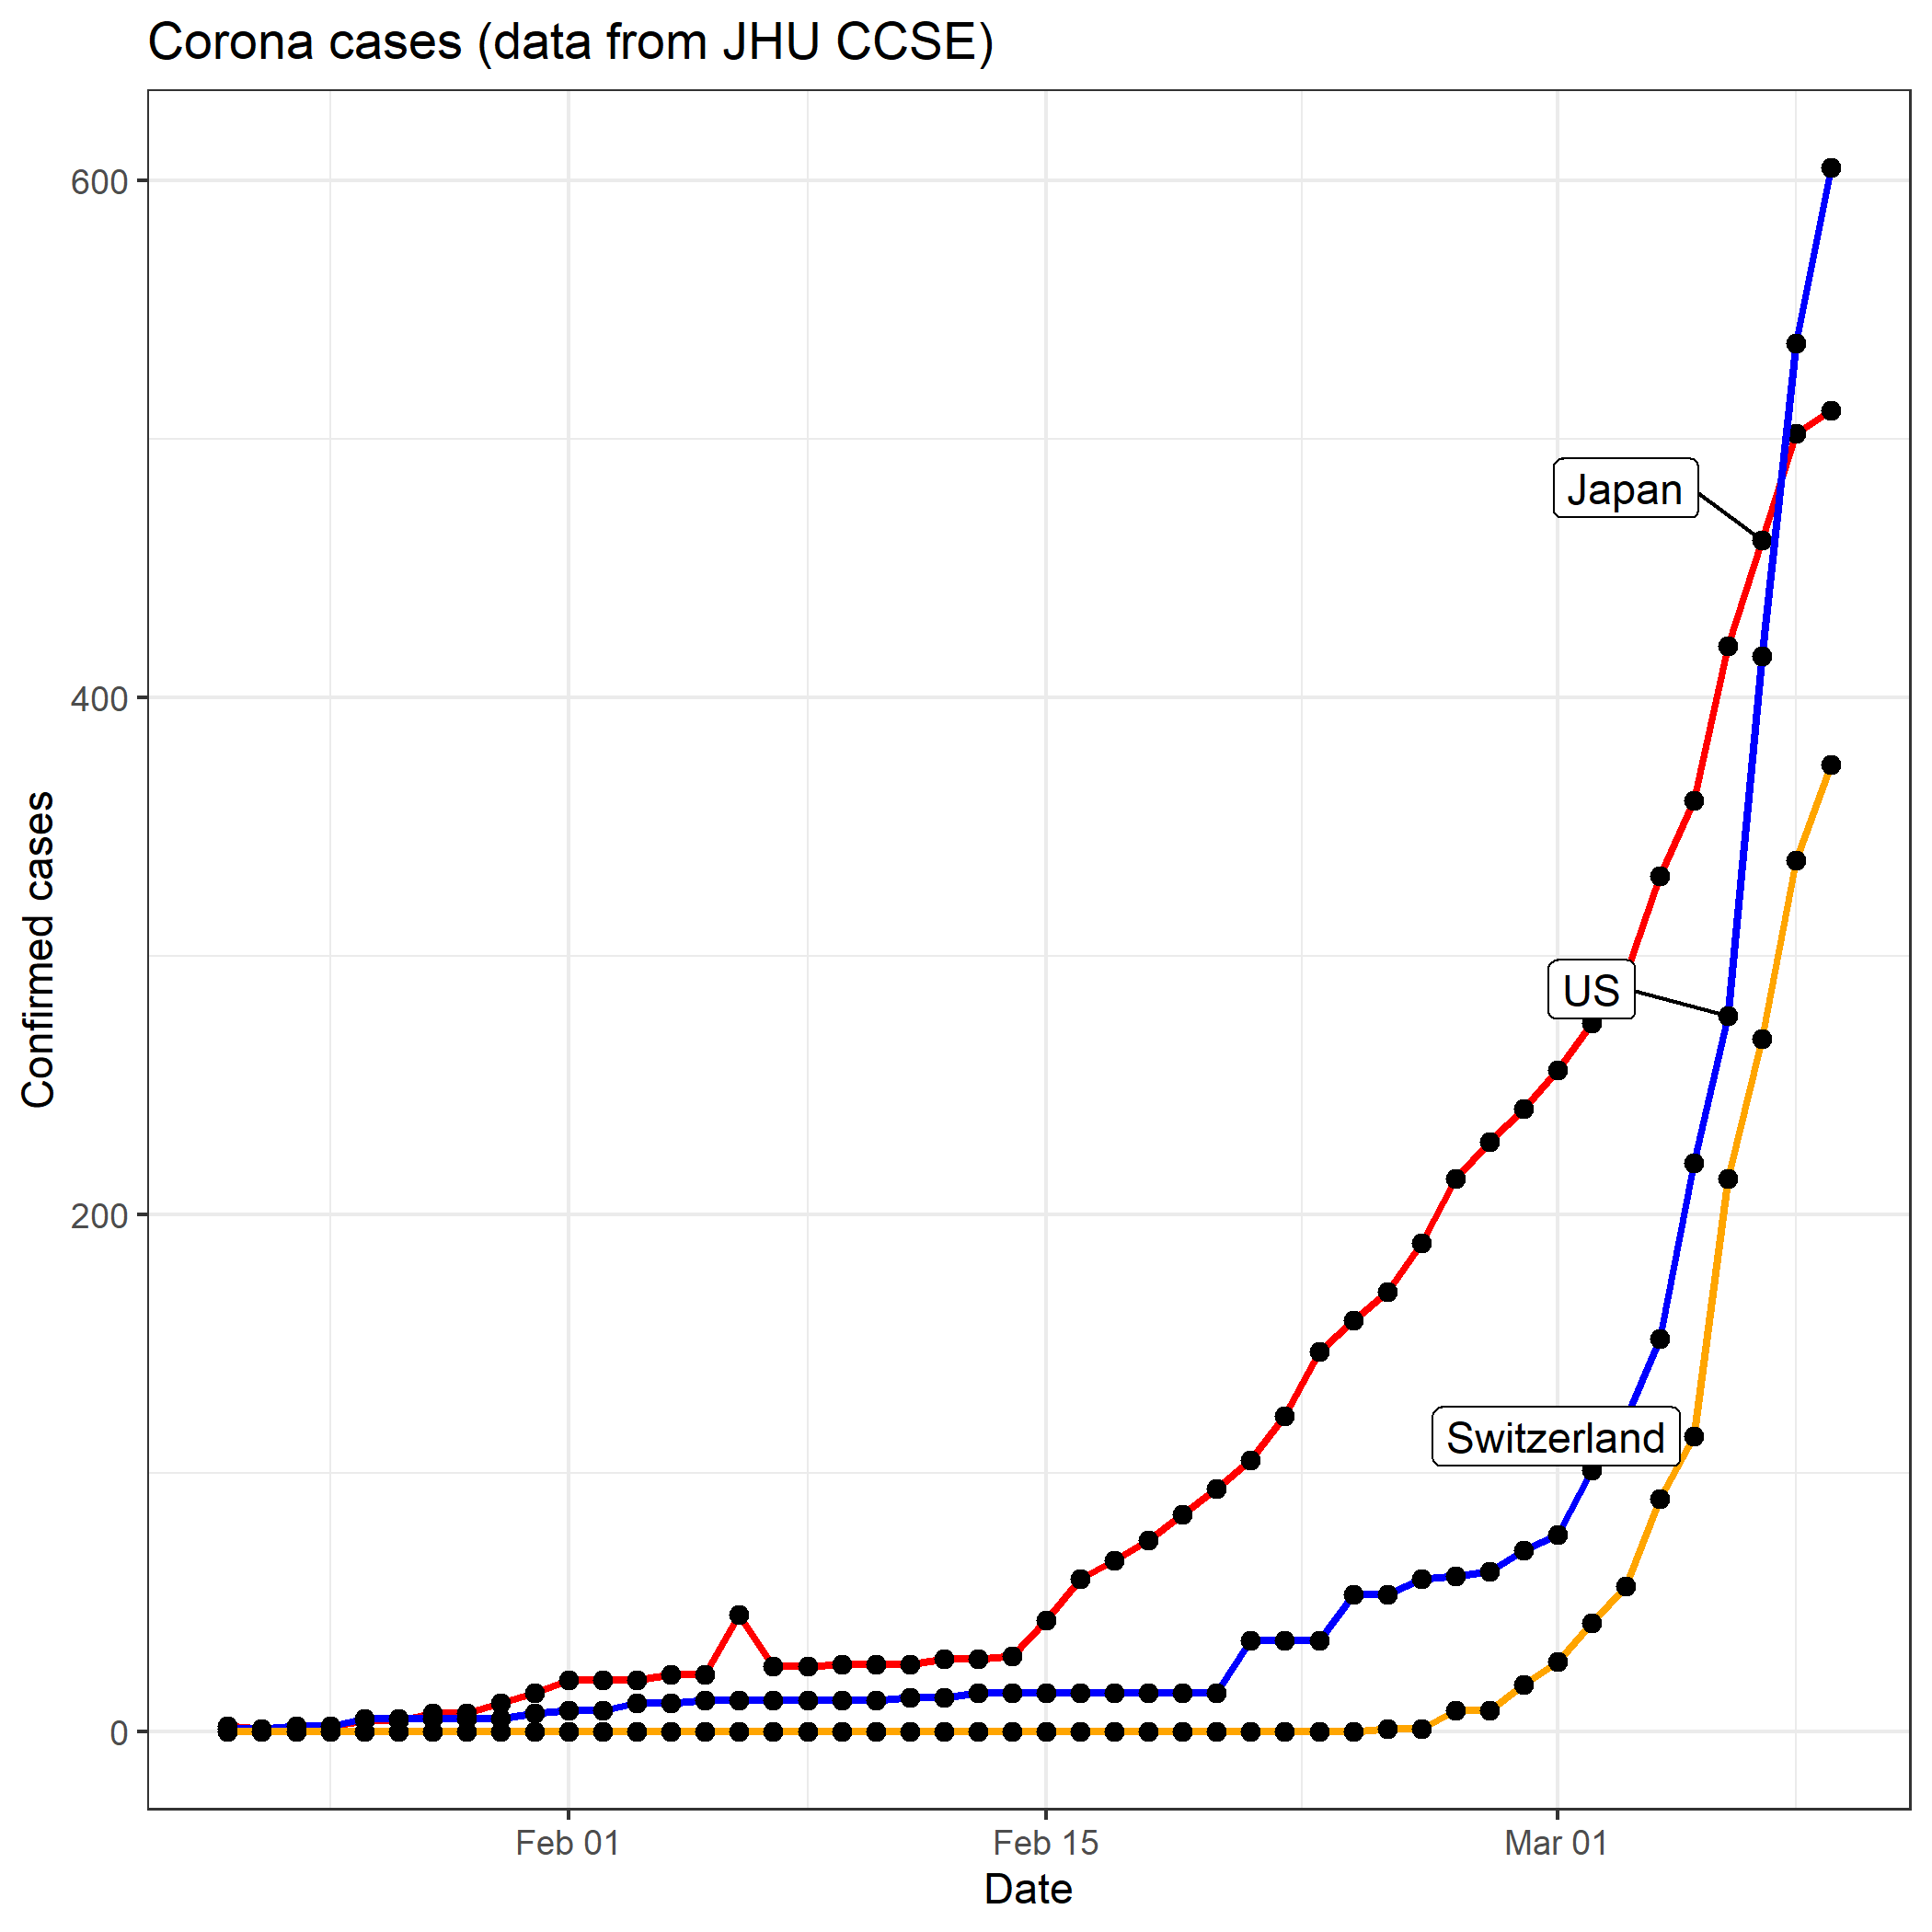 Corona cases (data from JHU CCSE)
600
400
200
0
Confirmed cases
Japan
US
Switzerland
Feb 01
Feb 15
Mar 01
Date